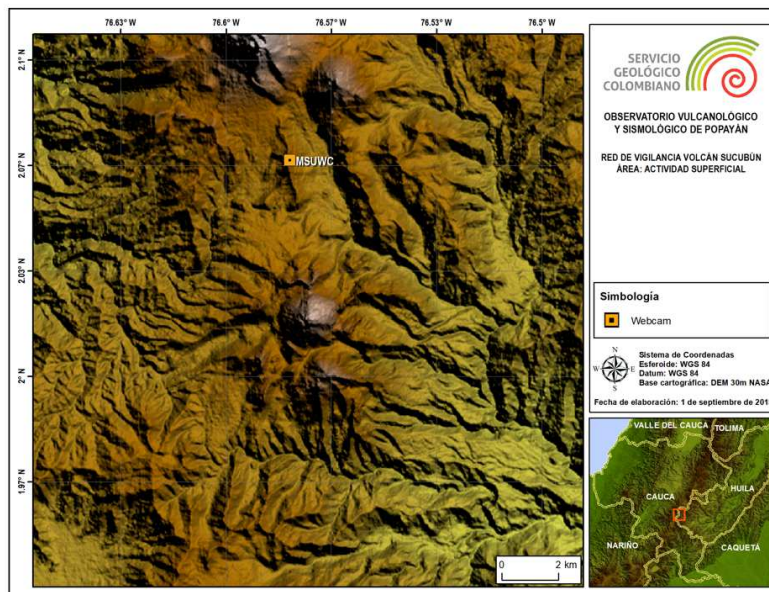 76.63°W 76.6°W 76.57°W 76.53°W 76.5°W
2.1° N
2.07° N
2.03° N
2° N
1.97° N
MSUWC
0 2 km
SERVICIO
GEOLÓGICO
COLOMBIANO
OBSERVATORIO VULCANOLÓGICO
Y SISMOLÓGICO DE POPAYÁN
RED DE VIGILANCIA VOLCÁN SUCUBÚN
ÁREA: ACTIVIDAD SUPERFICIAL
Simbología
Webcam
N
W E
S
Sistema de Coordenadas
Esferoide: WGS 84
Datum: WGS 84
Base cartográfica: DEM 30m NASA
Fecha de elaboración: 1 de septiembre de 201
VALLE DEL CAUCA
TOLIMA
HUILA
CAUCA
NARIÑO
CAQUETÁ